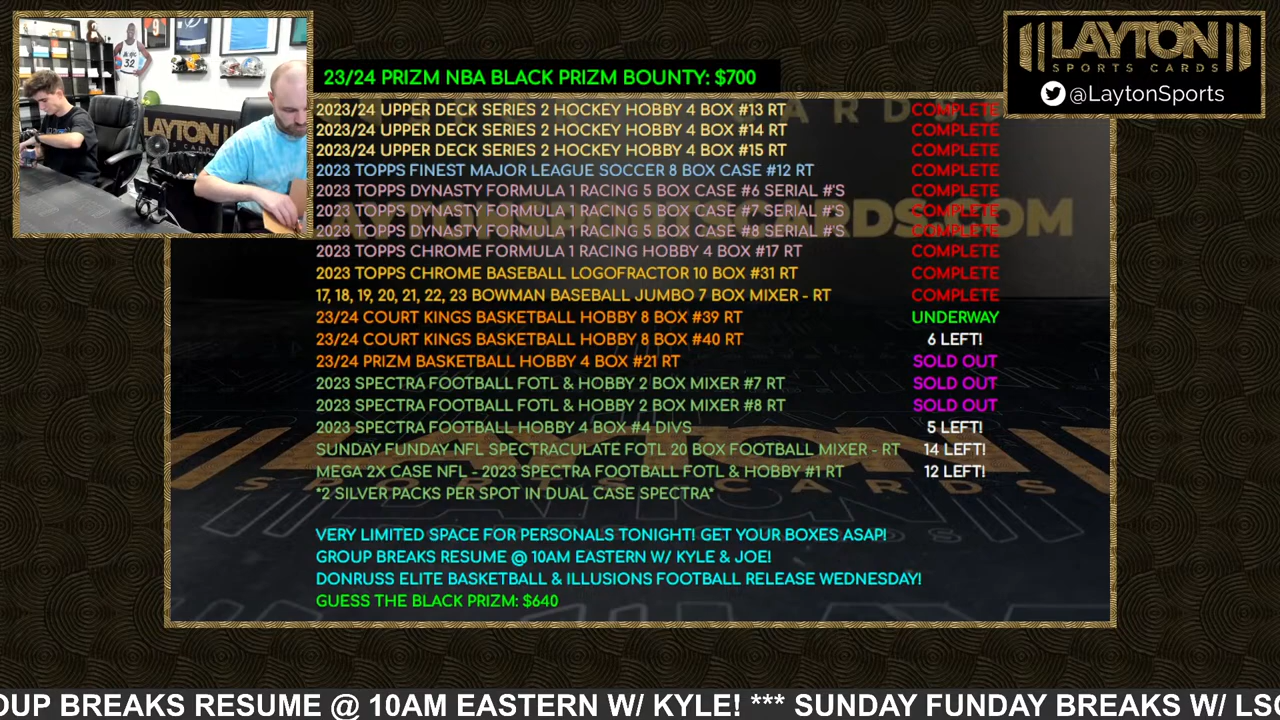 LAYTON
SPORTS CARDS
@LaytonSports
32
9
LAYTON
23/24 PRIZM NBA BLACK PRIZM BOUNTY: $700
2023/24 UPPER DECK SERIES 2 HOCKEY HOBBY 4 BOX #13 RT COMPLETE
2023/24 UPPER DECK SERIES 2 HOCKEY HOBBY 4 BOX #14 RT COMPLETE
2023/24 UPPER DECK SERIES 2 HOCKEY HOBBY 4 BOX #15 RT COMPLETE
2023 TOPPS FINEST MAJOR LEAGUE SOCCER 8 BOX CASE #12 RT COMPLETE
2023 TOPPS DYNASTY FORMULA 1 RACING 5 BOX CASE #6 SERIAL #'S COMPLETE
2023 TOPPS DYNASTY FORMULA 1 RACING 5 BOX CASE #7 SERIAL #'S COMPLETE
2023 TOPPS DYNASTY FORMULA 1 RACING 5 BOX CASE #8 SERIAL #'S COMPLETE
2023 TOPPS CHROME FORMULA 1 RACING HOBBY 4 BOX #17 RT COMPLETE
2023 TOPPS CHROME BASEBALL LOGOFRACTOR 10 BOX #31 RT COMPLETE
17, 18, 19, 20, 21, 22, 23 BOWMAN BASEBALL JUMBO 7 BOX MIXER - RT COMPLETE
23/24 COURT KINGS BASKETBALL HOBBY 8 BOX #39 RT UNDERWAY
23/24 COURT KINGS BASKETBALL HOBBY 8 BOX #40 RT 6 LEFT!
23/24 PRIZM BASKETBALL HOBBY 4 BOX #21 RT SOLD OUT
2023 SPECTRA FOOTBALL FOTL & HOBBY 2 BOX MIXER #7 RT SOLD OUT
2023 SPECTRA FOOTBALL FOTL & HOBBY 2 BOX MIXER #8 RT SOLD OUT
2023 SPECTRA FOOTBALL HOBBY 4 BOX #4 DIVS 5 LEFT!
SUNDAY FUNDAY NFL SPECTRACULATE FOTL 20 BOX FOOTBALL MIXER - RT 14 LEFT!
MEGA 2X CASE NFL - 2023 SPECTRA FOOTBALL FOTL & HOBBY #1 RT 12 LEFT!
*2 SILVER PACKS PER SPOT IN DUAL CASE SPECTRA*
VERY LIMITED SPACE FOR PERSONALS TONIGHT! GET YOUR BOXES ASAP!
GROUP BREAKS RESUME @ 10AM EASTERN W/ KYLE & JOE!
DONRUSS ELITE BASKETBALL & ILLUSIONS FOOTBALL RELEASE WEDNESDAY!
GUESS THE BLACK PRIZM: $640
OUP BREAKS RESUME @ 10AM EASTERN W/ KYLE! *** SUNDAY FUNDAY BREAKS W/ LSC